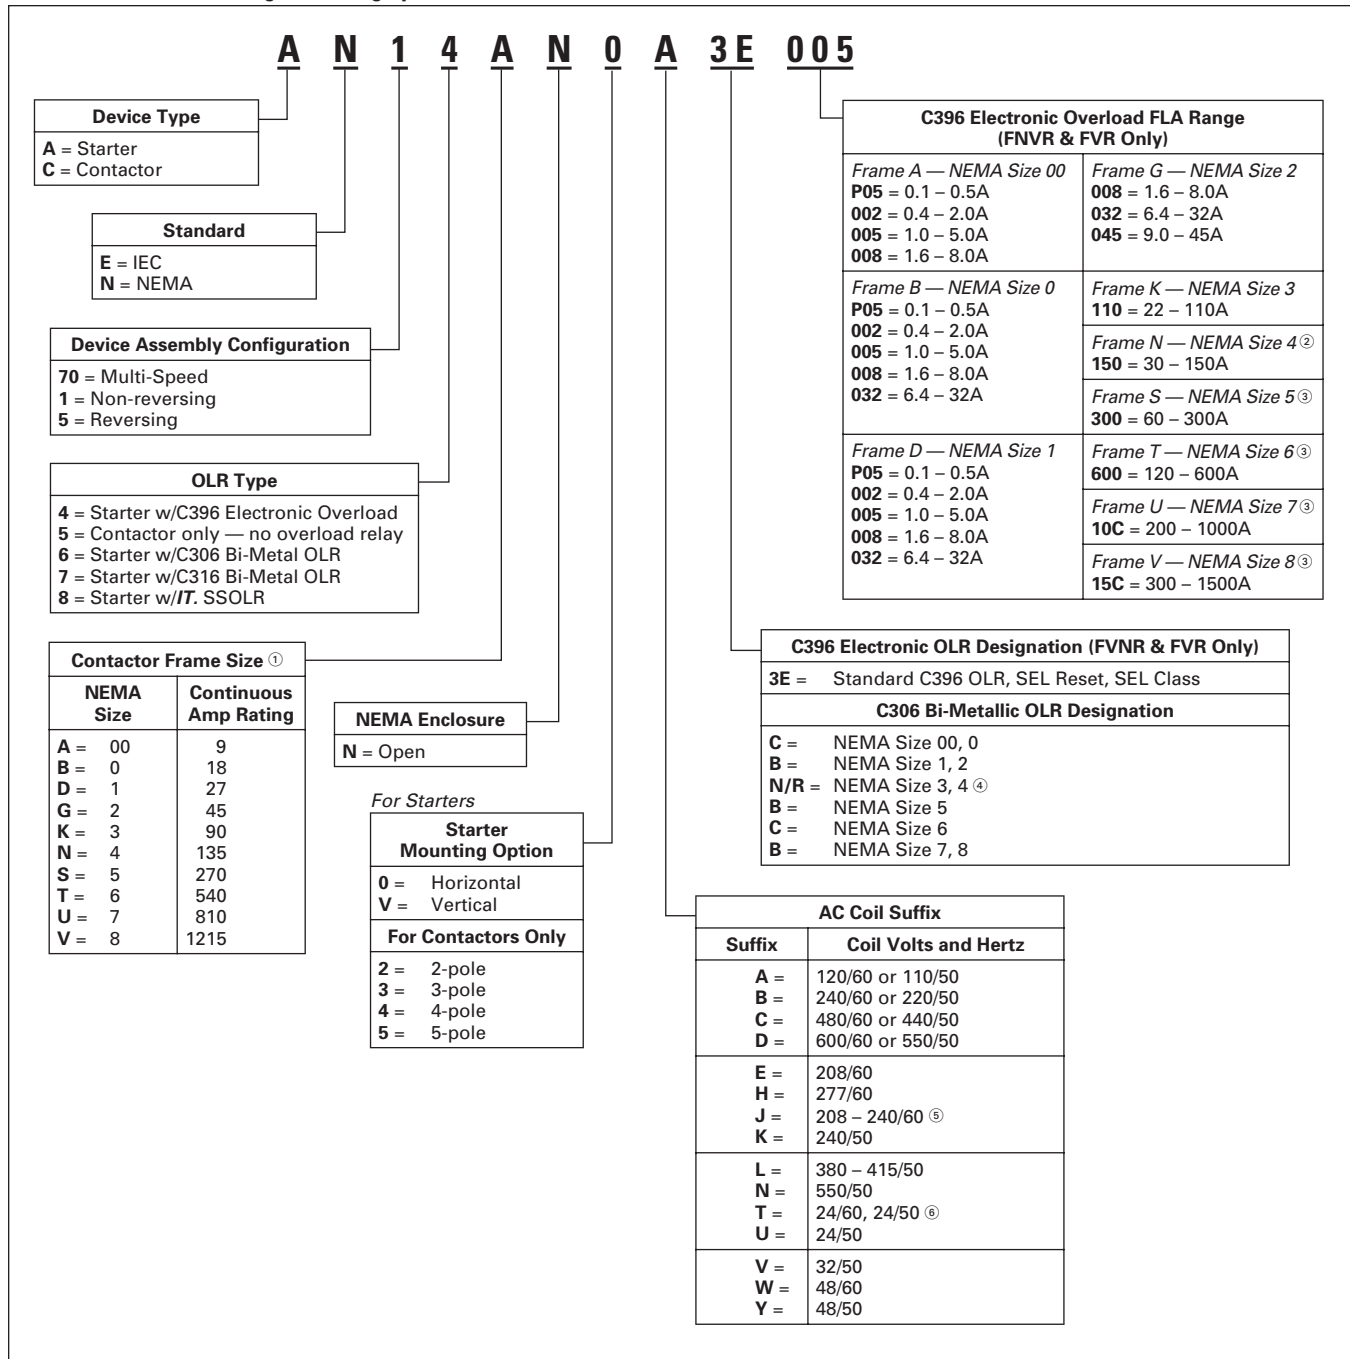 A N 1 4 A N 0 A 3E 005
Device Type
A = Starter
C = Contactor
Standard
E = IEC
N = NEMA
Device Assembly Configuration
70 = Multi-Speed
1 = Non-reversing
5 = Reversing
OLR Type
4 = Starter w/C396 Electronic Overload
5 = Contactor only — no overload relay
6 = Starter w/C306 Bi-Metal OLR
7 = Starter w/C316 Bi-Metal OLR
8 = Starter w/IT. SSOLR
Contactor Frame Size ①
NEMA Size Continuous Amp Rating
A = 00 9
B = 0 18
D = 1 27
G = 2 45
K = 3 90
N = 4 135
S = 5 270
T = 6 540
U = 7 810
V = 8 1215
NEMA Enclosure
N = Open
For Starters
Starter
Mounting Option
0 = Horizontal
V = Vertical
For Contactors Only
2 = 2-pole
3 = 3-pole
4 = 4-pole
5 = 5-pole
C396 Electronic Overload FLA Range
(FNVR & FVR Only)
Frame A — NEMA Size 00
P05 = 0.1 – 0.5A
002 = 0.4 – 2.0A
005 = 1.0 – 5.0A
008 = 1.6 – 8.0A
Frame B — NEMA Size 0
P05 = 0.1 – 0.5A
002 = 0.4 – 2.0A
005 = 1.0 – 5.0A
008 = 1.6 – 8.0A
032 = 6.4 – 32A
Frame D — NEMA Size 1
P05 = 0.1 – 0.5A
002 = 0.4 – 2.0A
005 = 1.0 – 5.0A
008 = 1.6 – 8.0A
032 = 6.4 – 32A
Frame G — NEMA Size 2
008 = 1.6 – 8.0A
032 = 6.4 – 32A
045 = 9.0 – 45A
Frame K — NEMA Size 3
110 = 22 – 110A
Frame N — NEMA Size 4 ②
150 = 30 – 150A
Frame S — NEMA Size 5 ③
300 = 60 – 300A
Frame T — NEMA Size 6 ③
600 = 120 – 600A
Frame U — NEMA Size 7 ③
10C = 200 – 1000A
Frame V — NEMA Size 8 ③
15C = 300 – 1500A
C396 Electronic OLR Designation (FVNR & FVR Only)
3E = Standard C396 OLR, SEL Reset, SEL Class
C306 Bi-Metallic OLR Designation
C = NEMA Size 00, 0
B = NEMA Size 1, 2
N/R = NEMA Size 3, 4 ④
B = NEMA Size 5
C = NEMA Size 6
B = NEMA Size 7, 8
AC Coil Suffix
Suffix Coil Volts and Hertz
A = 120/60 or 110/50
B = 240/60 or 220/50
C = 480/60 or 440/50
D = 600/60 or 550/50
E = 208/60
H = 277/60
J = 208 – 240/60 ⑤
K = 240/50
L = 380 – 415/50
N = 550/50
T = 24/60, 24/50 ⑥
U = 24/50
V = 32/50
W = 48/60
Y = 48/50